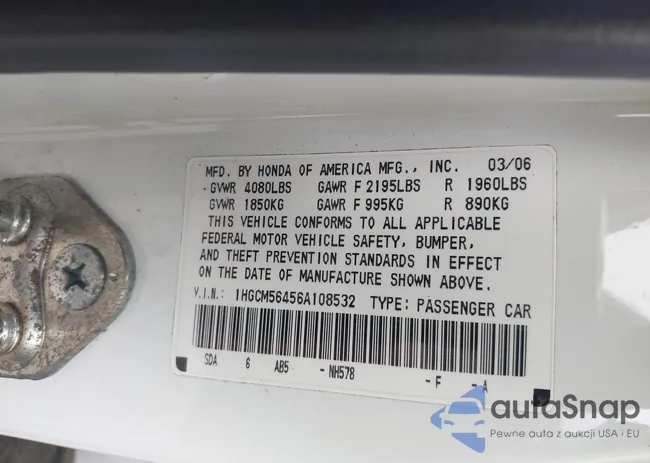 MFD. BY HONDA OF AMERICA MFG., INC. 03/06
GVWR 4080LBS GAWR F 2195LBS R 1960LBS
GVWR 1850KG GAWR F 995KG R 890KG
THIS VEHICLE CONFORMS TO ALL APPLICABLE
FEDERAL MOTOR VEHICLE SAFETY, BUMPER,
AND THEFT PREVENTION STANDARDS IN EFFECT
ON THE DATE OF MANUFACTURE SHOWN ABOVE.
V.I.N.: 1HGCM56456A108532 TYPE: PASSENGER CAR
SDA 6 AB5 -NH578 -F -A
autaSnap
Pewne auta z aukcji USA i EU